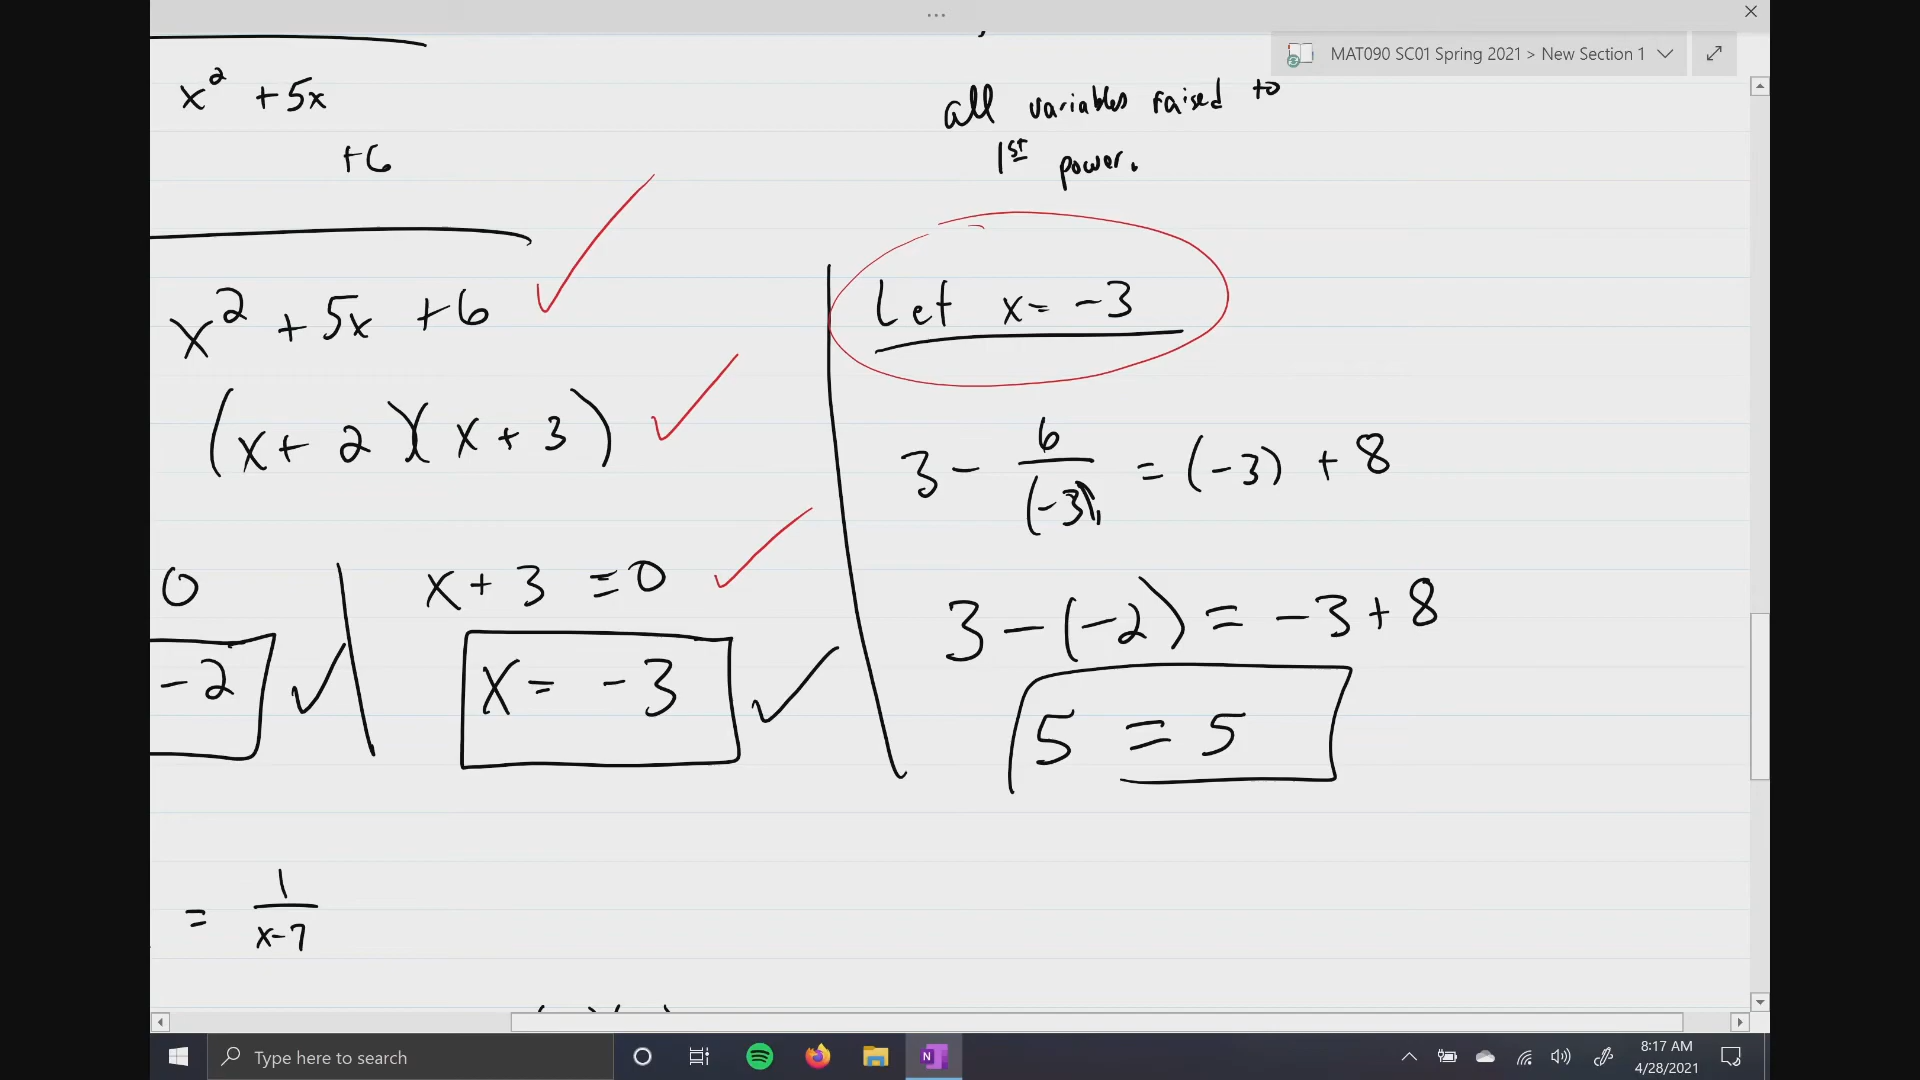 MAT090 SC01 Spring 2021 > New Section 1
x² + 5x
+6
all variables raised to
1st power.
x² + 5x + 6
(x + 2)(x + 3)
0
x + 3 = 0
-2
x = -3
Let x = -3
3 - 6/(-3) = (-3) + 8
3 - (-2) = -3 + 8
5 = 5
= 1/(x-7)
Type here to search
8:17 AM
4/28/2021